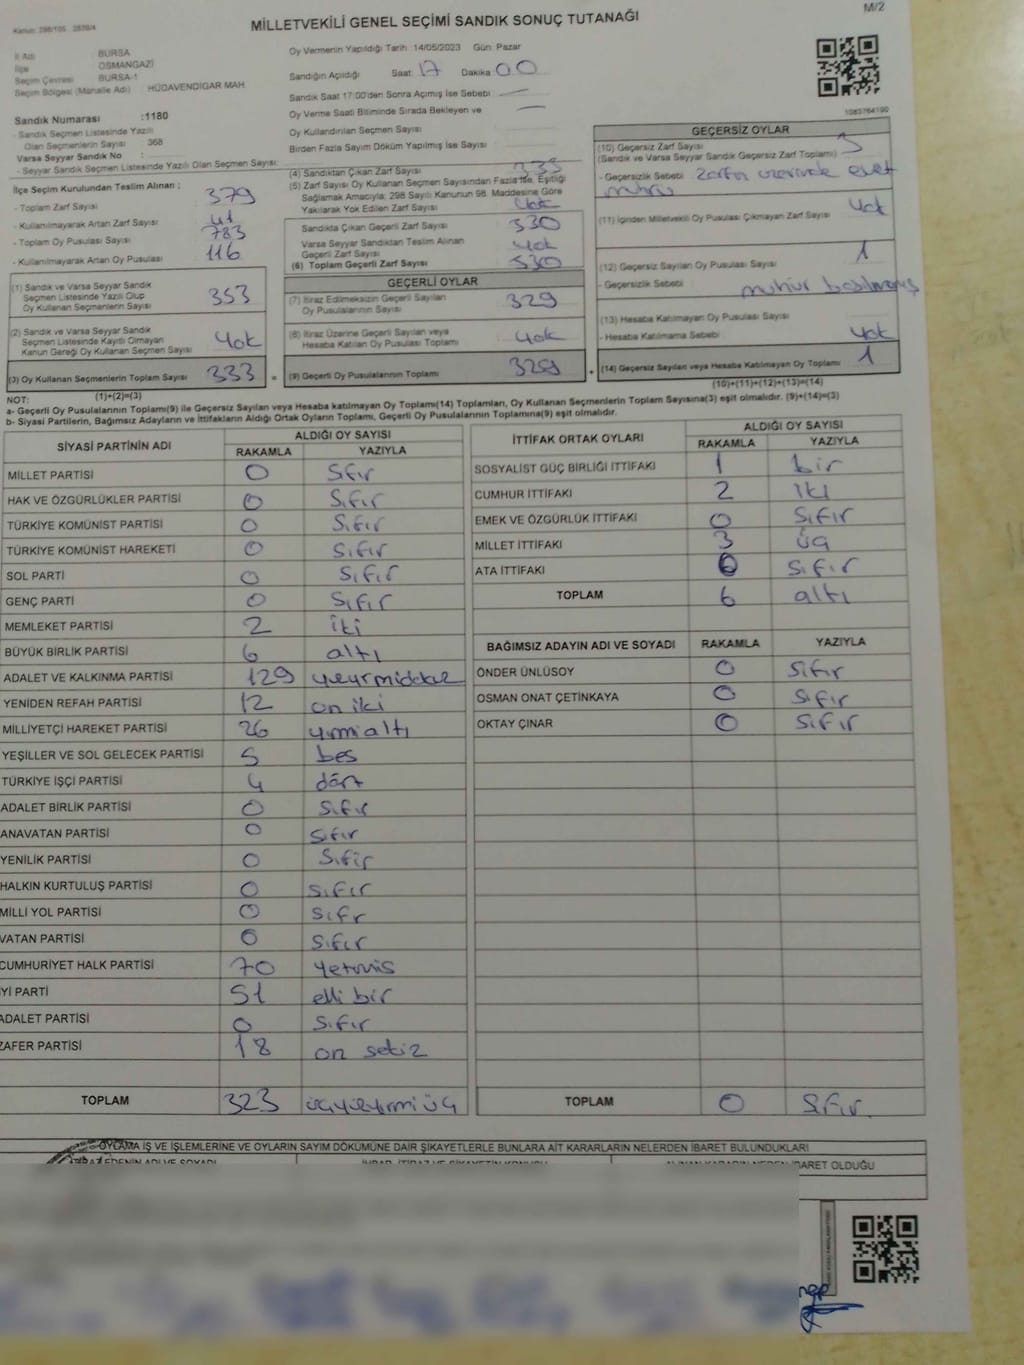 M/2
Kanun: 298/105 2839/4
MİLLETVEKİLİ GENEL SEÇİMİ SANDIK SONUÇ TUTANAĞI
İl Adı : BURSA
İlçe : OSMANGAZİ
Seçim Çevresi : BURSA-1
Seçim Bölgesi (Mahalle Adı) : HÜDAVENDİGAR MAH.
Sandık Numarası :1180
- Sandık Seçmen Listesinde Yazılı
Olan Seçmenlerin Sayısı : 368
Varsa Seyyar Sandık No :
- Seyyar Sandık Seçmen Listesinde Yazılı Olan Seçmen Sayısı:
Oy Vermenin Yapıldığı Tarih :14/05/2023 Gün: Pazar
Sandığın Açıldığı Saat: 17 Dakika: 00
Sandık Saat 17:00'den Sonra Açılmış İse Sebebi —
Oy Verme Saati Bitiminde Sırada Bekleyen ve —
Oy Kullandırılan Seçmen Sayısı
Birden Fazla Sayım Döküm Yapılmış İse Sayısı
1083764190
İlçe Seçim Kurulundan Teslim Alınan ;
- Toplam Zarf Sayısı 379
- Kullanılmayarak Artan Zarf Sayısı 41
- Toplam Oy Pusulası Sayısı 783
- Kullanılmayarak Artan Oy Pusulası 116
(1) Sandık ve Varsa Seyyar Sandık
Seçmen Listesinde Yazılı Olup
Oy Kullanan Seçmenlerin Sayısı 353
(2) Sandık ve Varsa Seyyar Sandık
Seçmen Listesinde Kayıtlı Olmayan
Kanun Gereği Oy Kullanan Seçmen Sayısı Yok
(3) Oy Kullanan Seçmenlerin Toplam Sayısı 333
(1)+(2)=(3)
(4) Sandıktan Çıkan Zarf Sayısı 333
(5) Zarf Sayısı Oy Kullanan Seçmen Sayısından Fazla İse, Eşitliği
Sağlamak Amacıyla; 298 Sayılı Kanunun 98. Maddesine Göre
Yakılarak Yok Edilen Zarf Sayısı Yok
Sandıkta Çıkan Geçerli Zarf Sayısı 330
Varsa Seyyar Sandıktan Teslim Alınan
Geçerli Zarf Sayısı Yok
(6) Toplam Geçerli Zarf Sayısı 330
GEÇERLİ OYLAR
(7) İtiraz Edilmeksizin Geçerli Sayılan
Oy Pusulalarının Sayısı 329
(8) İtiraz Üzerine Geçerli Sayılan veya
Hesaba Katılan Oy Pusulası Toplamı Yok
= (9) Geçerli Oy Pusulalarının Toplamı 329
GEÇERSİZ OYLAR
(10) Geçersiz Zarf Sayısı 3
(Sandık ve Varsa Seyyar Sandık Geçersiz Zarf Toplamı)
- Geçersizlik Sebebi zarfın üzerinde evet
mührü
(11) İçinden Milletvekili Oy Pusulası Çıkmayan Zarf Sayısı Yok
(12) Geçersiz Sayılan Oy Pusulası Sayısı 1
- Geçersizlik Sebebi mühür basılmamış
(13) Hesaba Katılmayan Oy Pusulası Sayısı
- Hesaba Katılmama Sebebi Yok
+ (14) Geçersiz Sayılan veya Hesaba Katılmayan Oy Toplamı 1
(10)+(11)+(12)+(13)=(14)
NOT:
a- Geçerli Oy Pusulalarının Toplamı(9) ile Geçersiz Sayılan veya Hesaba katılmayan Oy Toplamı(14) Toplamları, Oy Kullanan Seçmenlerin Toplam Sayısına(3) eşit olmalıdır. (9)+(14)=(3)
b- Siyasi Partilerin, Bağımsız Adayların ve İttifakların Aldığı Ortak Oyların Toplamı, Geçerli Oy Pusulalarının Toplamına(9) eşit olmalıdır.
SİYASİ PARTİNİN ADI ALDIĞI OY SAYISI
RAKAMLA YAZIYLA
MİLLET PARTİSİ 0 Sfır
HAK VE ÖZGÜRLÜKLER PARTİSİ 0 Sıfır
TÜRKİYE KOMÜNİST PARTİSİ 0 Sıfır
TÜRKİYE KOMÜNİST HAREKETİ 0 Sıfır
SOL PARTİ 0 Sıfır
GENÇ PARTİ 0 Sıfır
MEMLEKET PARTİSİ 2 iki
BÜYÜK BİRLİK PARTİSİ 6 altı
ADALET VE KALKINMA PARTİSİ 129
YENİDEN REFAH PARTİSİ 12 on iki
MİLLİYETÇİ HAREKET PARTİSİ 26 yirmi altı
YEŞİLLER VE SOL GELECEK PARTİSİ 5 beş
TÜRKİYE İŞÇİ PARTİSİ 4 dört
ADALET BİRLİK PARTİSİ 0 Sıfır
ANAVATAN PARTİSİ 0 Sıfır
YENİLİK PARTİSİ 0 Sıfır
HALKIN KURTULUŞ PARTİSİ 0 Sıfır
MİLLİ YOL PARTİSİ 0 Sıfır
VATAN PARTİSİ 0 Sıfır
CUMHURİYET HALK PARTİSİ 70 yetmiş
İYİ PARTİ 51 elli bir
ADALET PARTİSİ 0 Sıfır
ZAFER PARTİSİ 18 on sekiz
TOPLAM 323 üçyüzyirmi üç
İTTİFAK ORTAK OYLARI ALDIĞI OY SAYISI
RAKAMLA YAZIYLA
SOSYALİST GÜÇ BİRLİĞİ İTTİFAKI 1 bir
CUMHUR İTTİFAKI 2 iki
EMEK VE ÖZGÜRLÜK İTTİFAKI 0 Sıfır
MİLLET İTTİFAKI 3 üç
ATA İTTİFAKI 0 Sıfır
TOPLAM 6 altı
BAĞIMSIZ ADAYIN ADI VE SOYADI RAKAMLA YAZIYLA
ÖNDER ÜNLÜSOY 0 Sıfır
OSMAN ONAT ÇETİNKAYA 0 Sıfır
OKTAY ÇINAR 0 Sıfır
TOPLAM 0 Sıfır
OYLAMA İŞ VE İŞLEMLERİNE VE OYLARIN SAYIM DÖKÜMÜNE DAİR ŞİKAYETLERLE BUNLARA AİT KARARLARIN NELERDEN İBARET BULUNDUKLARI
İTİRAZ EDENİN ADI VE SOYADI İHBAR, İTİRAZ VE ŞİKAYETİN KONUSU ALINAN KARARIN NEDEN İBARET OLDUĞU